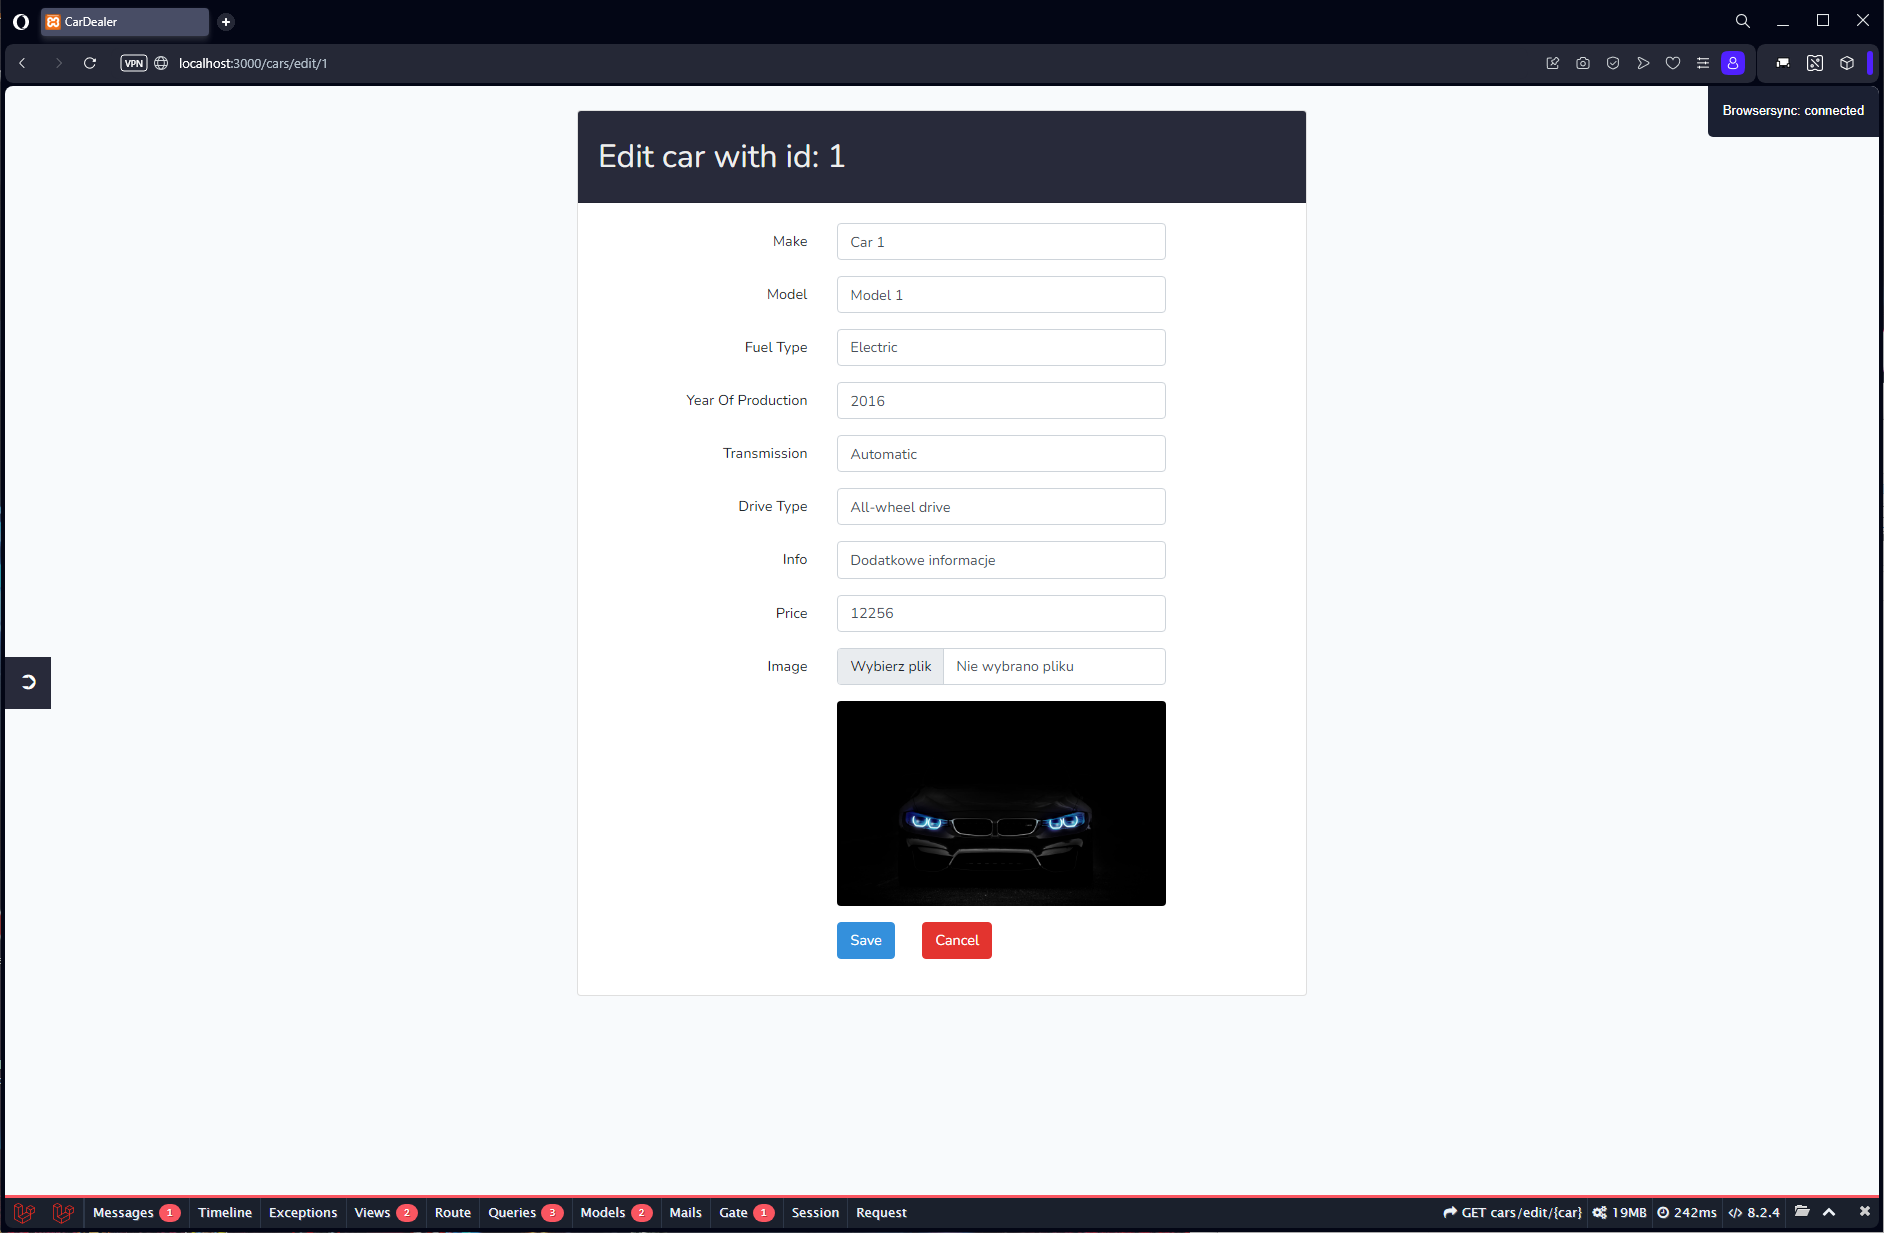 CarDealer
VPN
localhost:3000/cars/edit/1
Browsersync: connected
Edit car with id: 1
Make
Car 1
Model
Model 1
Fuel Type
Electric
Year Of Production
2016
Transmission
Automatic
Drive Type
All-wheel drive
Info
Dodatkowe informacje
Price
12256
Image
Wybierz plik
Nie wybrano pliku
Save
Cancel
Messages 1 Timeline Exceptions Views 2 Route Queries 3 Models 2 Mails Gate 1 Session Request GET cars/edit/{car} 19MB 242ms 8.2.4